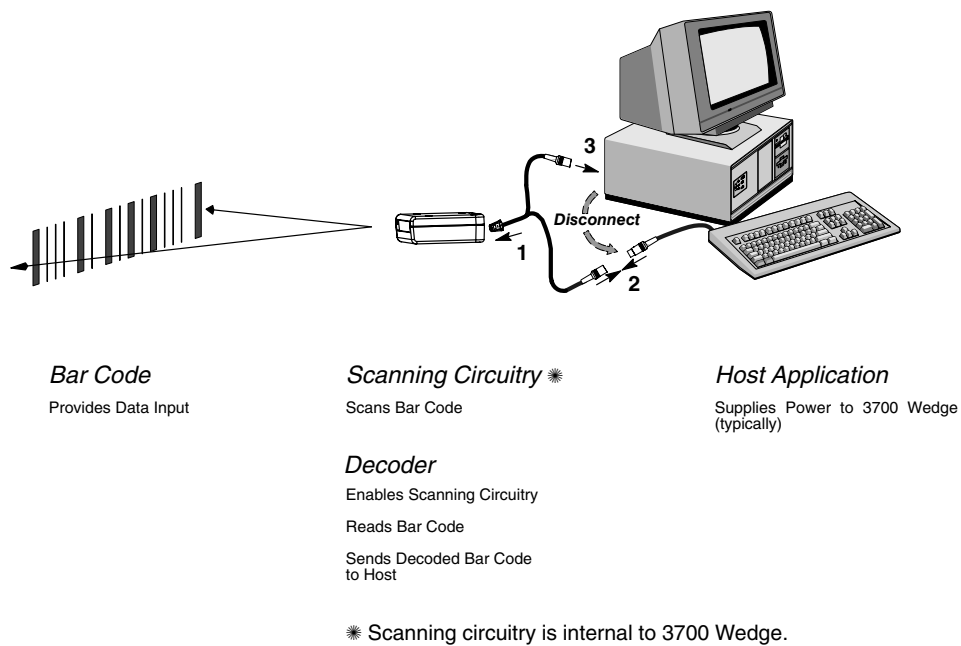 3
Disconnect
1
2
Bar Code
Provides Data Input
Scanning Circuitry ✺
Scans Bar Code
Decoder
Enables Scanning Circuitry
Reads Bar Code
Sends Decoded Bar Code
to Host
Host Application
Supplies Power to 3700 Wedge
(typically)
✺ Scanning circuitry is internal to 3700 Wedge.